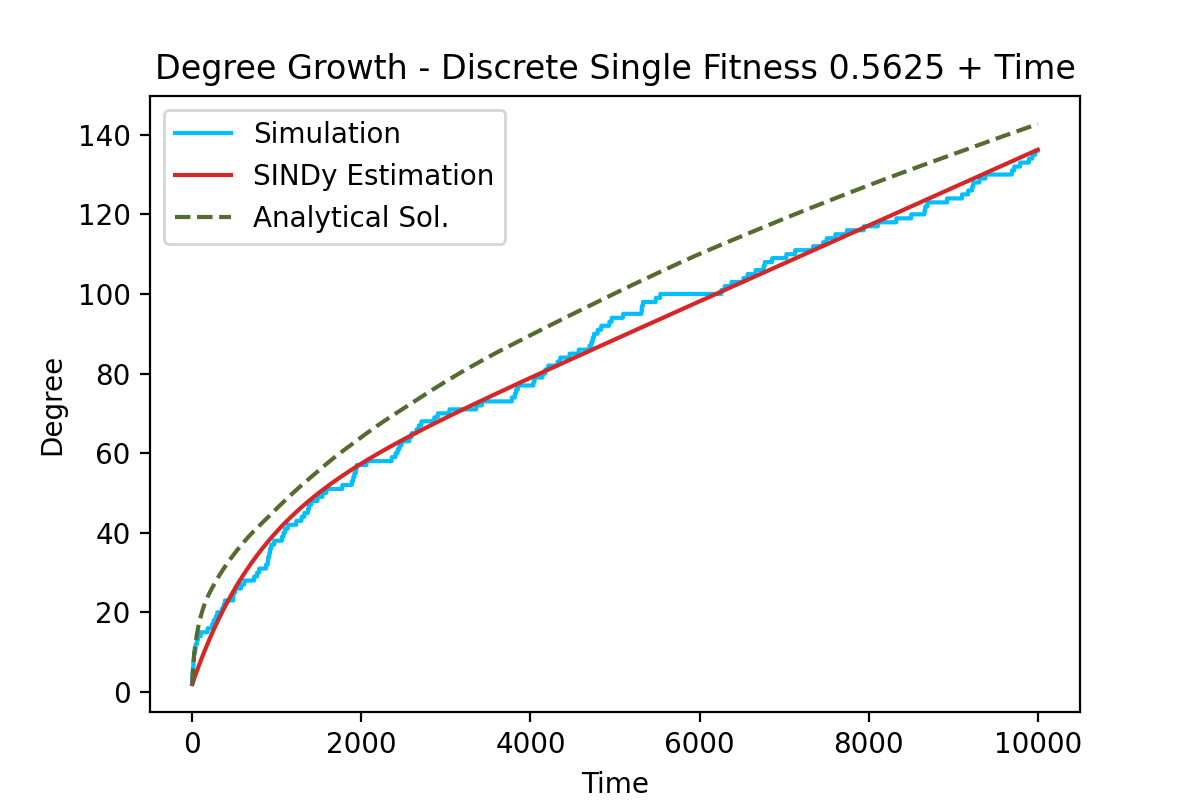 Degree Growth - Discrete Single Fitness 0.5625 + Time
Simulation
SINDy Estimation
Analytical Sol.
140
120
100
80
60
40
20
0
Degree
0 2000 4000 6000 8000 10000
Time